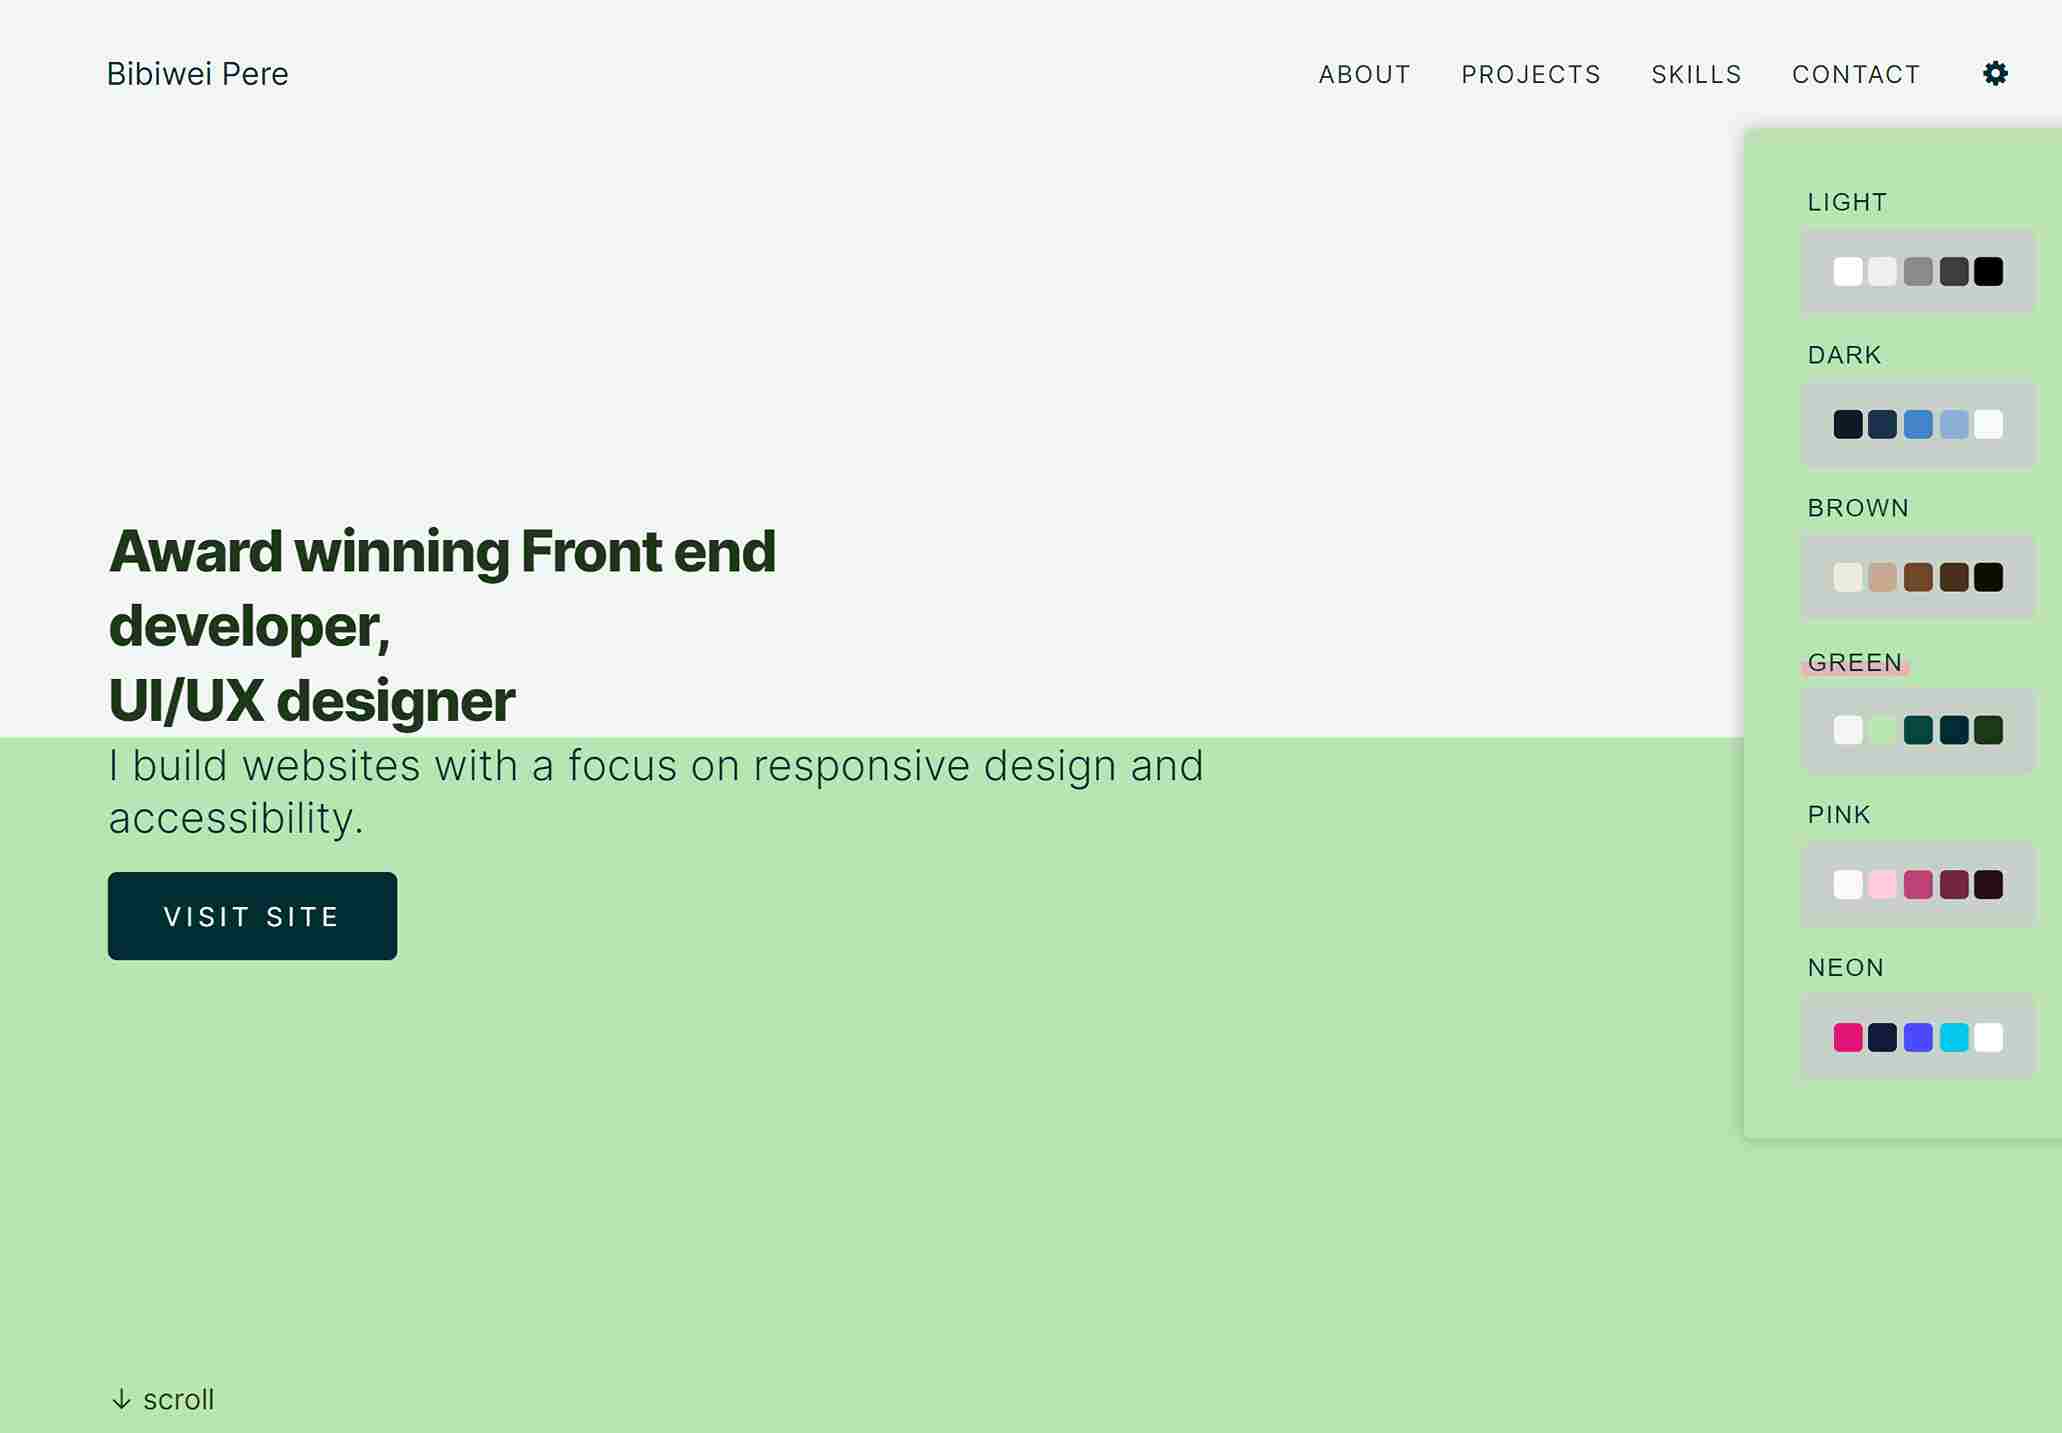 Bibiwei Pere
ABOUT PROJECTS SKILLS CONTACT
LIGHT
DARK
BROWN
GREEN
PINK
NEON
Award winning Front end
developer,
UI/UX designer
I build websites with a focus on responsive design and
accessibility.
VISIT SITE
↓ scroll